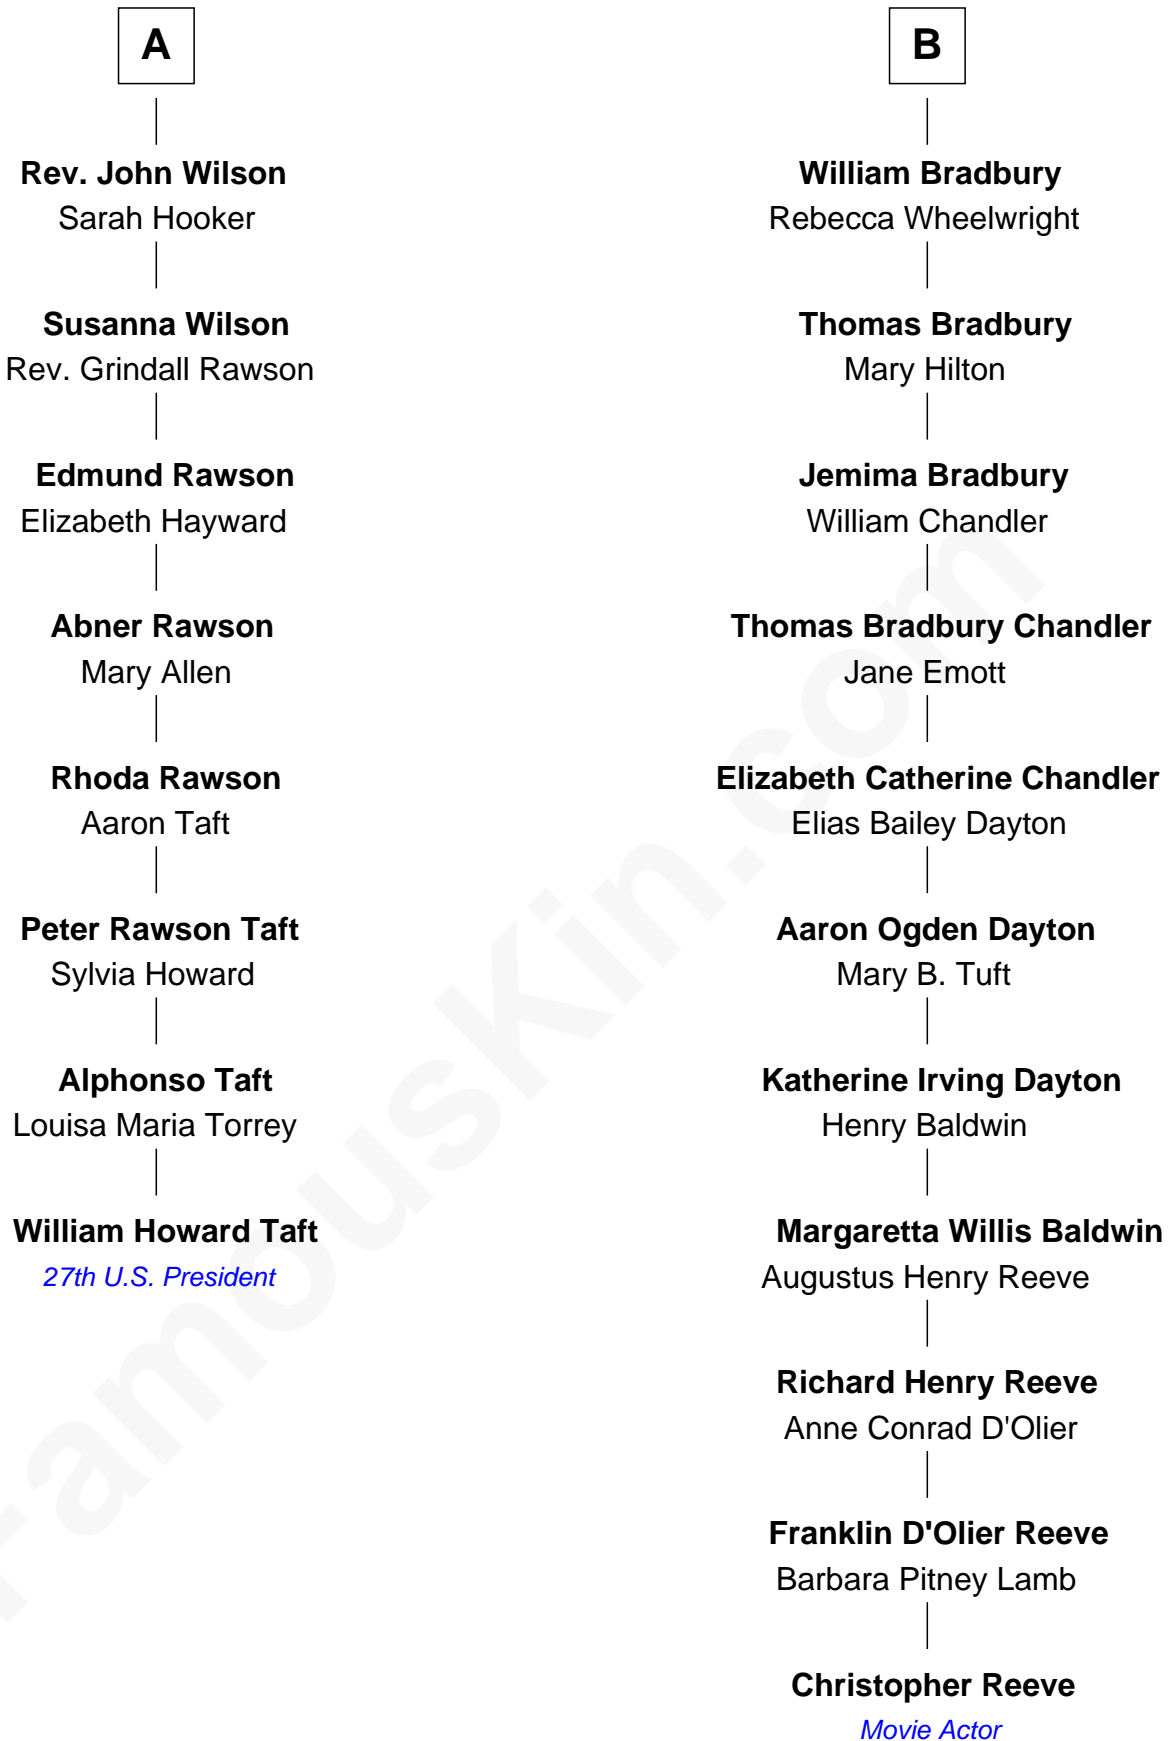 A
Rev. John Wilson
Sarah Hooker
Susanna Wilson
Rev. Grindall Rawson
Edmund Rawson
Elizabeth Hayward
Abner Rawson
Mary Allen
Rhoda Rawson
Aaron Taft
Peter Rawson Taft
Sylvia Howard
Alphonso Taft
Louisa Maria Torrey
William Howard Taft
27th U.S. President
B
William Bradbury
Rebecca Wheelwright
Thomas Bradbury
Mary Hilton
Jemima Bradbury
William Chandler
Thomas Bradbury Chandler
Jane Emott
Elizabeth Catherine Chandler
Elias Bailey Dayton
Aaron Ogden Dayton
Mary B. Tuft
Katherine Irving Dayton
Henry Baldwin
Margaretta Willis Baldwin
Augustus Henry Reeve
Richard Henry Reeve
Anne Conrad D'Olier
Franklin D'Olier Reeve
Barbara Pitney Lamb
Christopher Reeve
Movie Actor
FamousKin.com